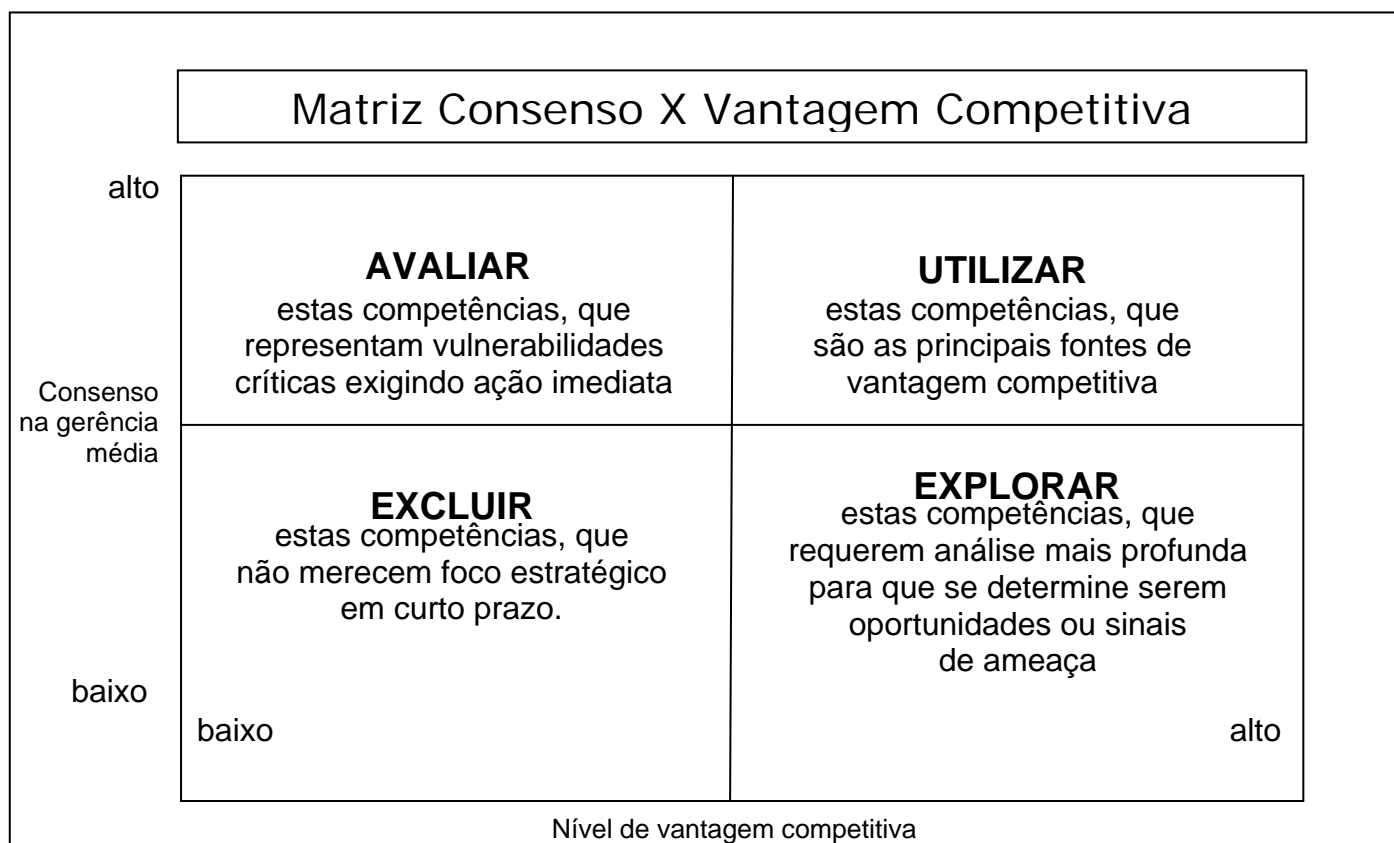 Matriz Consenso X Vantagem Competitiva
alto
AVALIAR
estas competências, que
representam vulnerabilidades
críticas exigindo ação imediata
UTILIZAR
estas competências, que
são as principais fontes de
vantagem competitiva
Consenso
na gerência
média
EXCLUIR
estas competências, que
não merecem foco estratégico
em curto prazo.
EXPLORAR
estas competências, que
requerem análise mais profunda
para que se determine serem
oportunidades ou sinais
de ameaça
baixo
baixo
alto
Nível de vantagem competitiva